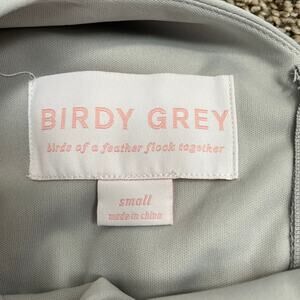 BIRDY GREY
birds of a feather flock together
small
made in china